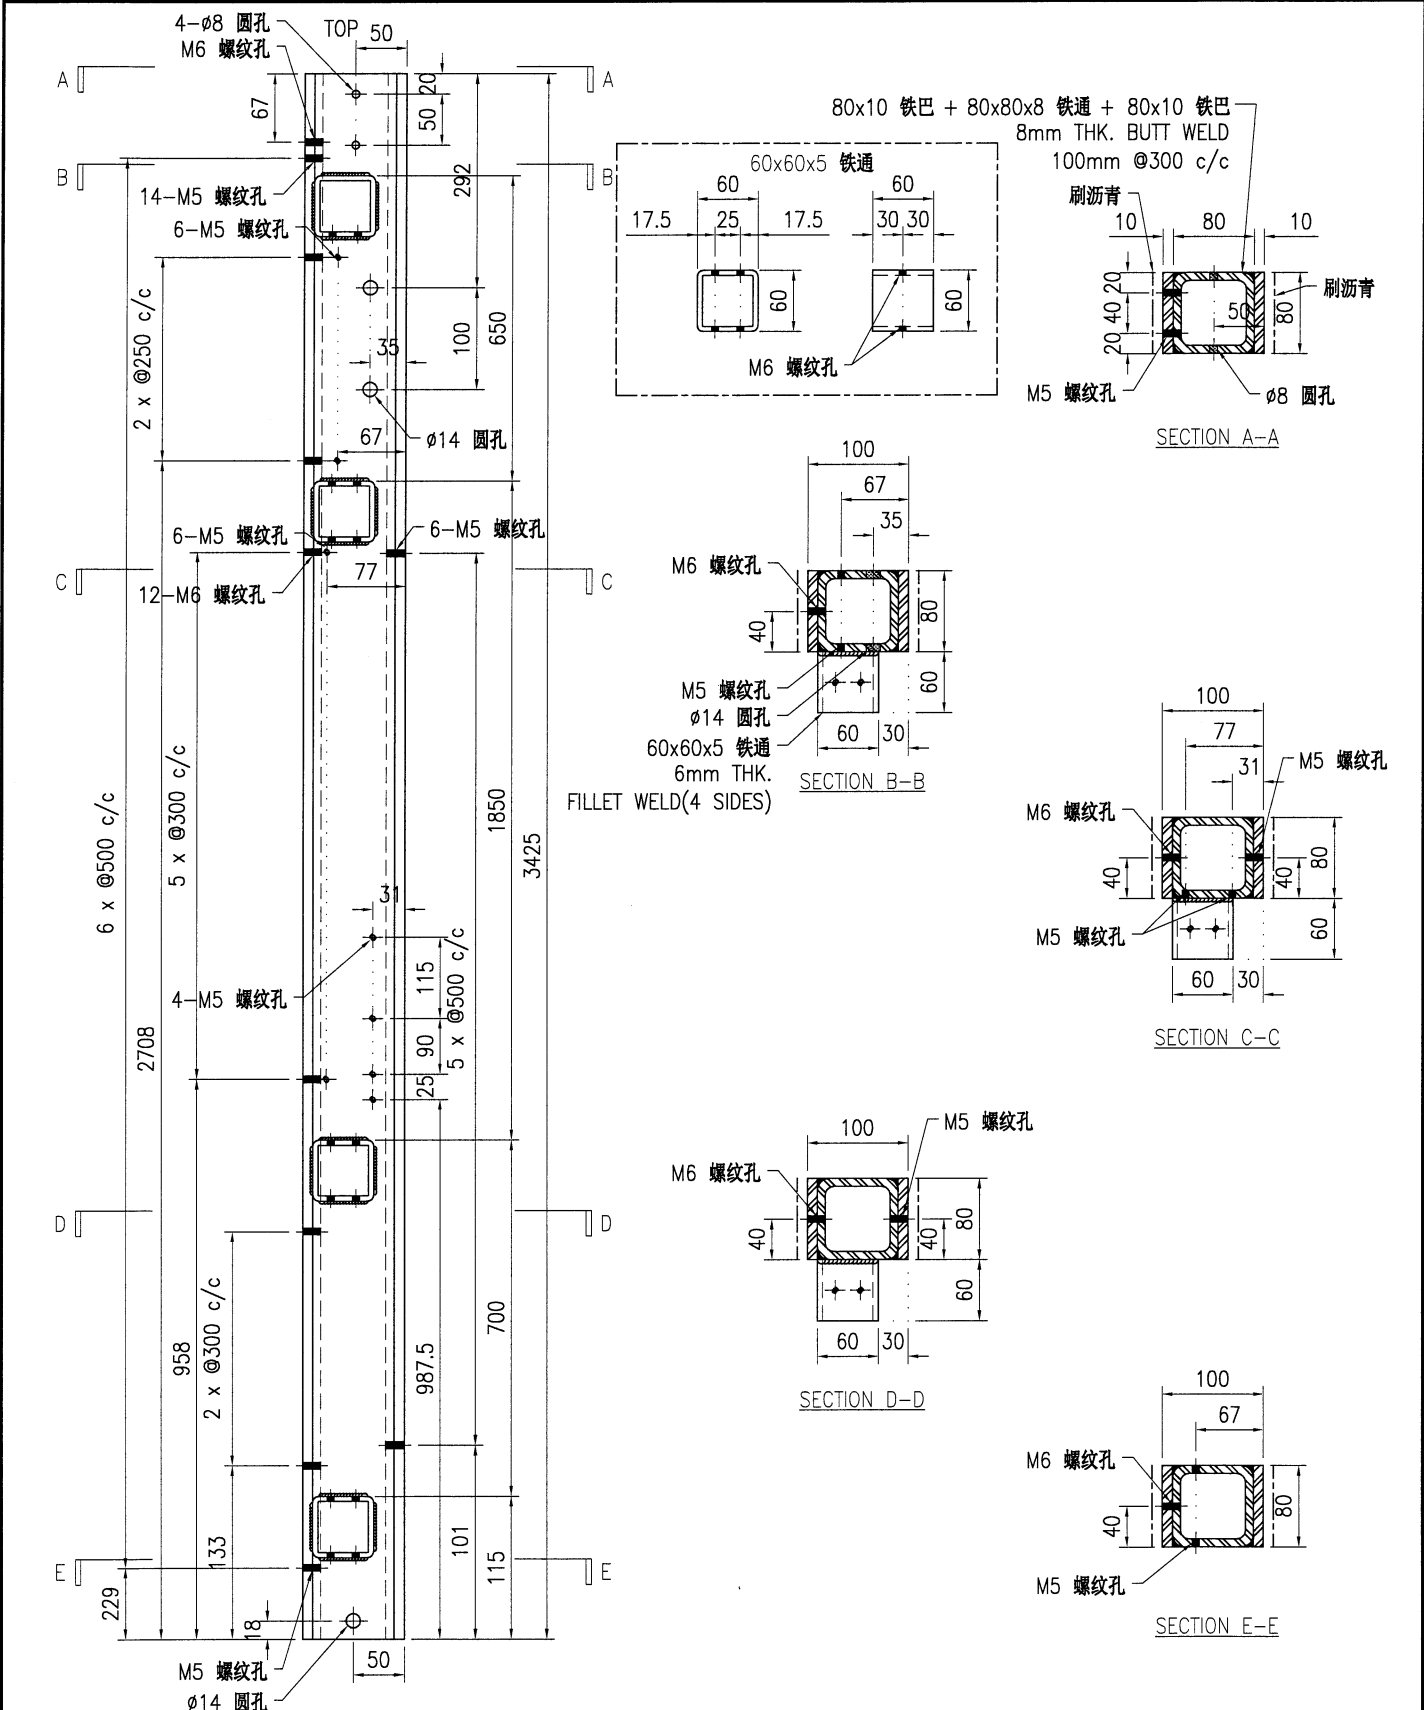 4-ø8 圆孔
M6 螺纹孔
TOP
50
A
A
67
20
50
B
B
14-M5 螺纹孔
6-M5 螺纹孔
292
2 x @250 c/c
100
650
35
67
ø14 圆孔
6-M5 螺纹孔
6-M5 螺纹孔
C
C
77
12-M6 螺纹孔
6 x @500 c/c
2708
5 x @300 c/c
1850
3425
31
115
4-M5 螺纹孔
90
25
5 x @500 c/c
D
D
958
2 x @300 c/c
987.5
700
E
E
229
133
101
115
18
50
M5 螺纹孔
ø14 圆孔
60x60x5 铁通
60
60
17.5
25
17.5
30
30
60
60
M6 螺纹孔
80x10 铁巴 + 80x80x8 铁通 + 80x10 铁巴
8mm THK. BUTT WELD
100mm @300 c/c
刷沥青
10
80
10
20
40
20
50
80
刷沥青
M5 螺纹孔
ø8 圆孔
SECTION A-A
100
67
35
M6 螺纹孔
40
80
60
M5 螺纹孔
ø14 圆孔
60x60x5 铁通
6mm THK.
FILLET WELD(4 SIDES)
60
30
SECTION B-B
100
77
31
M5 螺纹孔
M6 螺纹孔
40
40
80
60
M5 螺纹孔
60
30
SECTION C-C
100
M5 螺纹孔
M6 螺纹孔
40
40
80
60
60
30
SECTION D-D
100
67
M6 螺纹孔
40
80
M5 螺纹孔
SECTION E-E